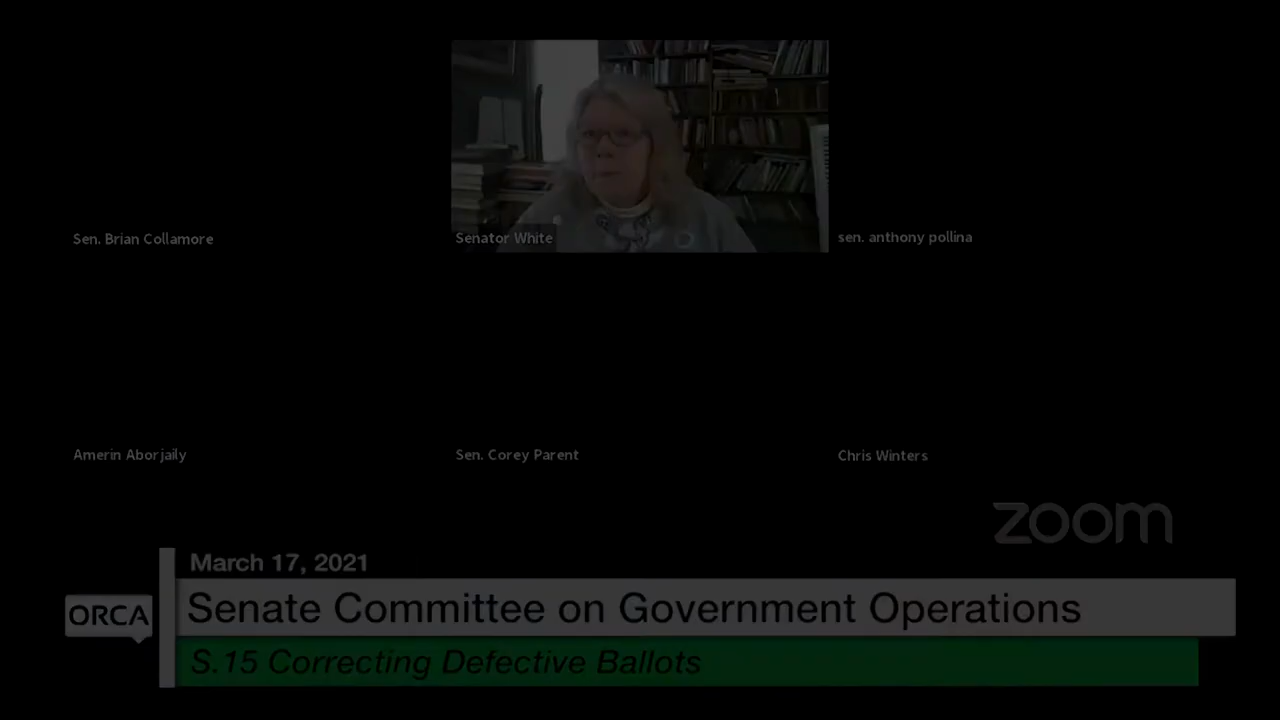 Sen. Brian Collamore
Senator White
sen. anthony pollina
Amerin Aborjaily
Sen. Corey Parent
Chris Winters
zoom
March 17, 2021
ORCA
Senate Committee on Government Operations
S.15 Correcting Defective Ballots